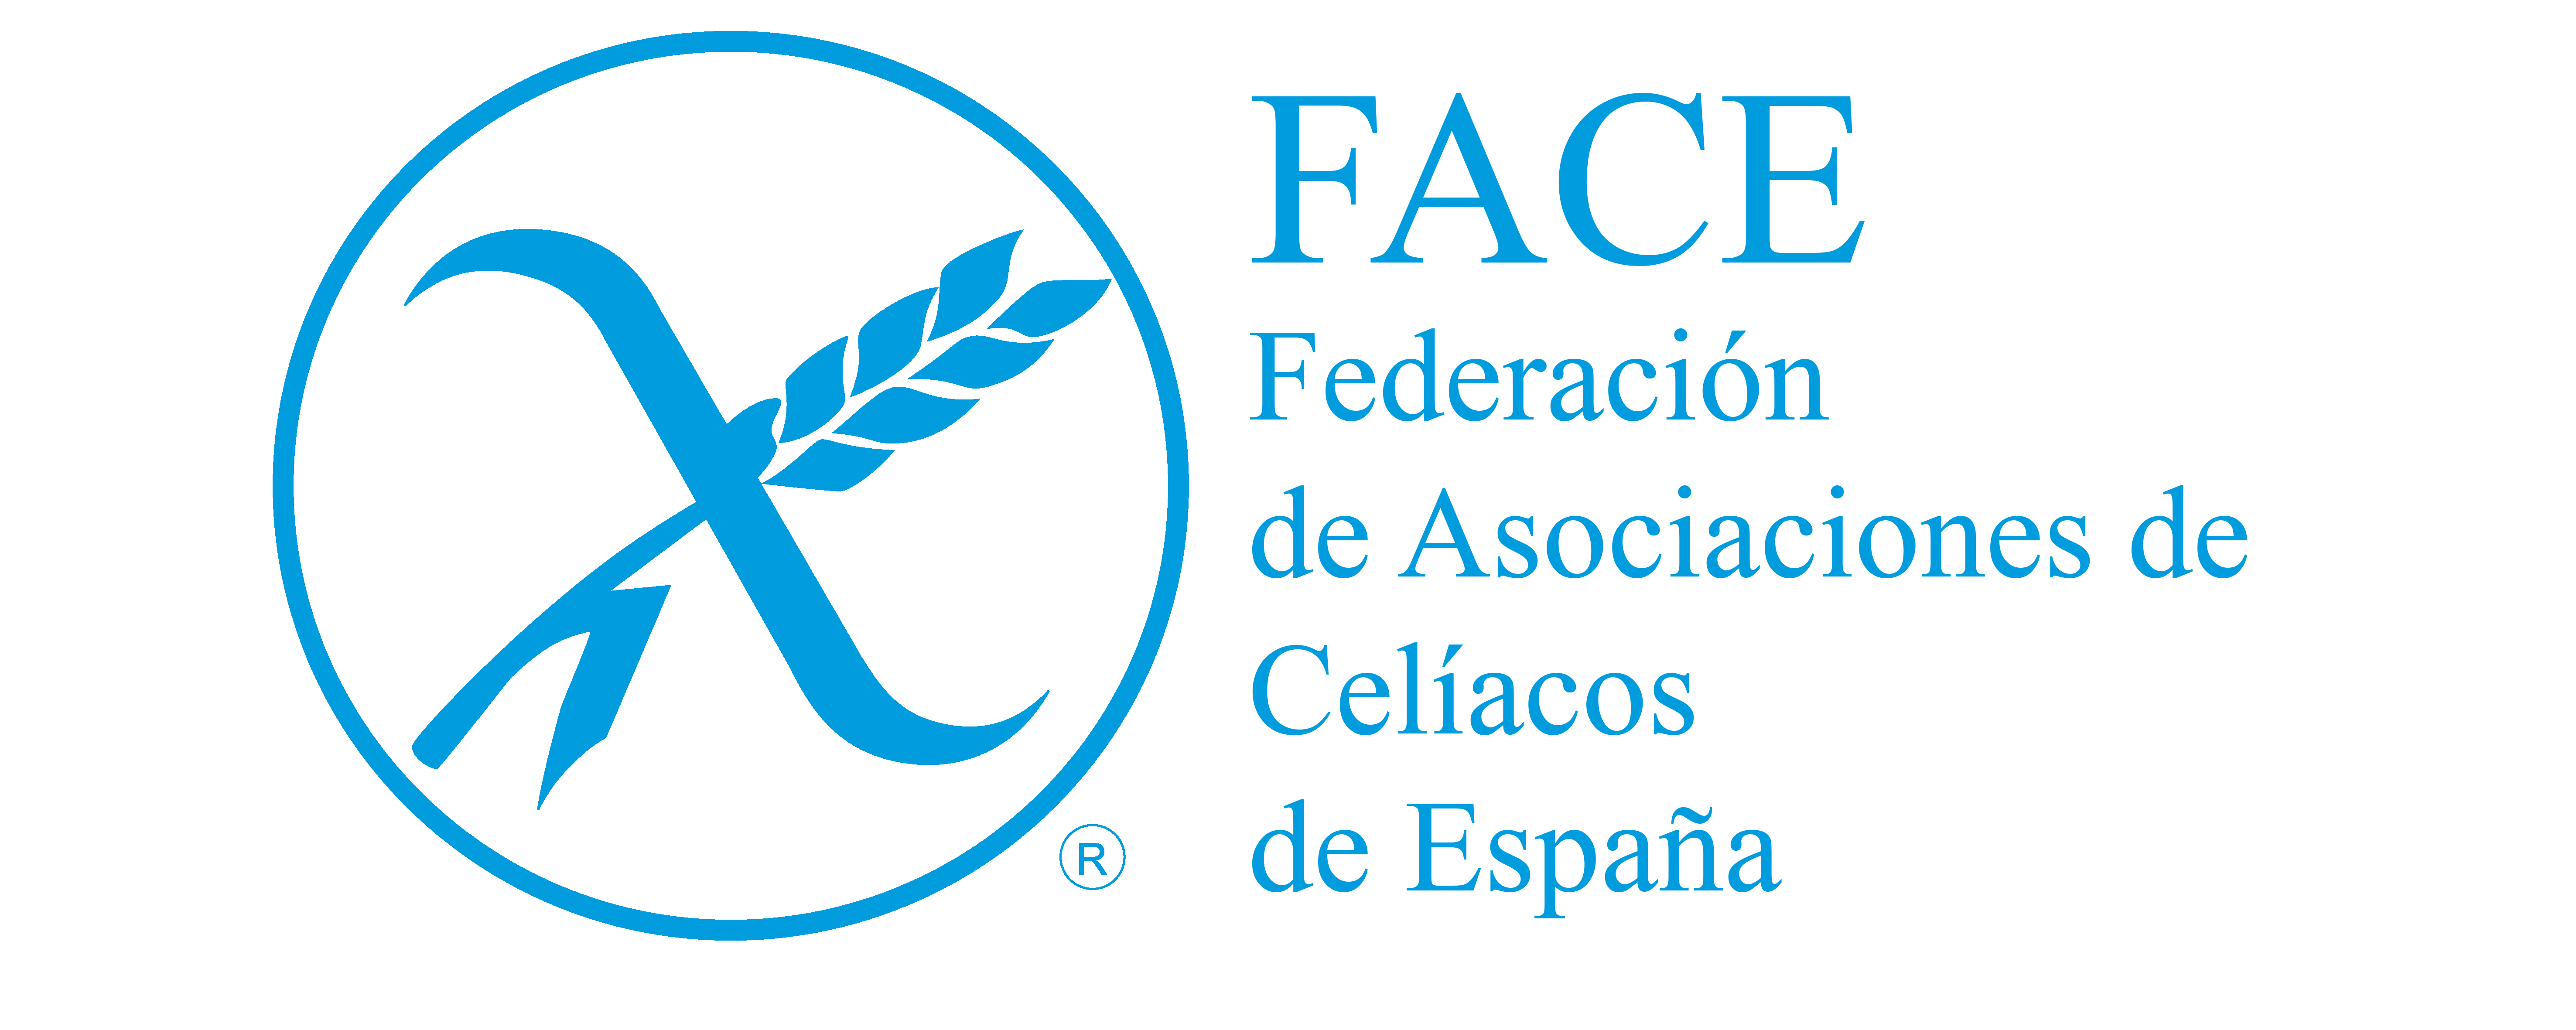 FACE
Federación
de Asociaciones de
Celíacos
de España
®